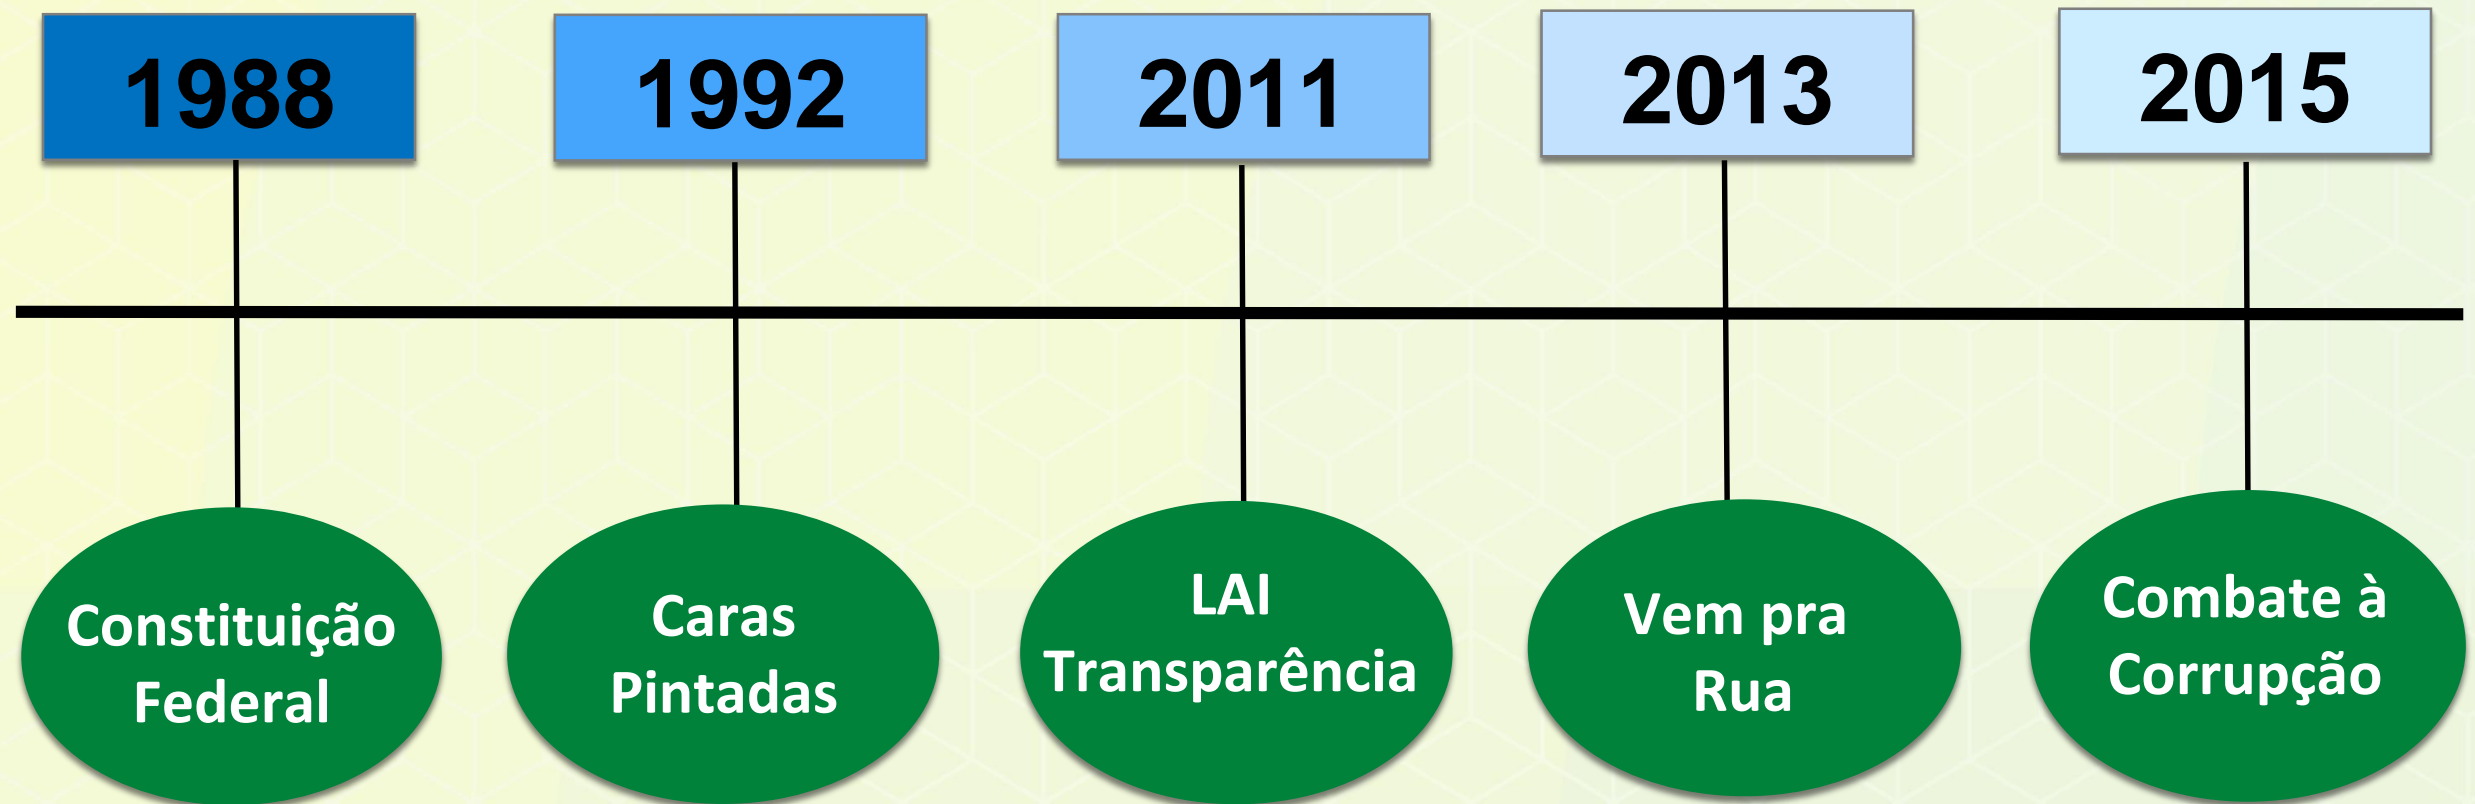 1988
1992
2011
2013
2015
Constituição
Federal
Caras
Pintadas
LAI
Transparência
Vem pra
Rua
Combate à
Corrupção